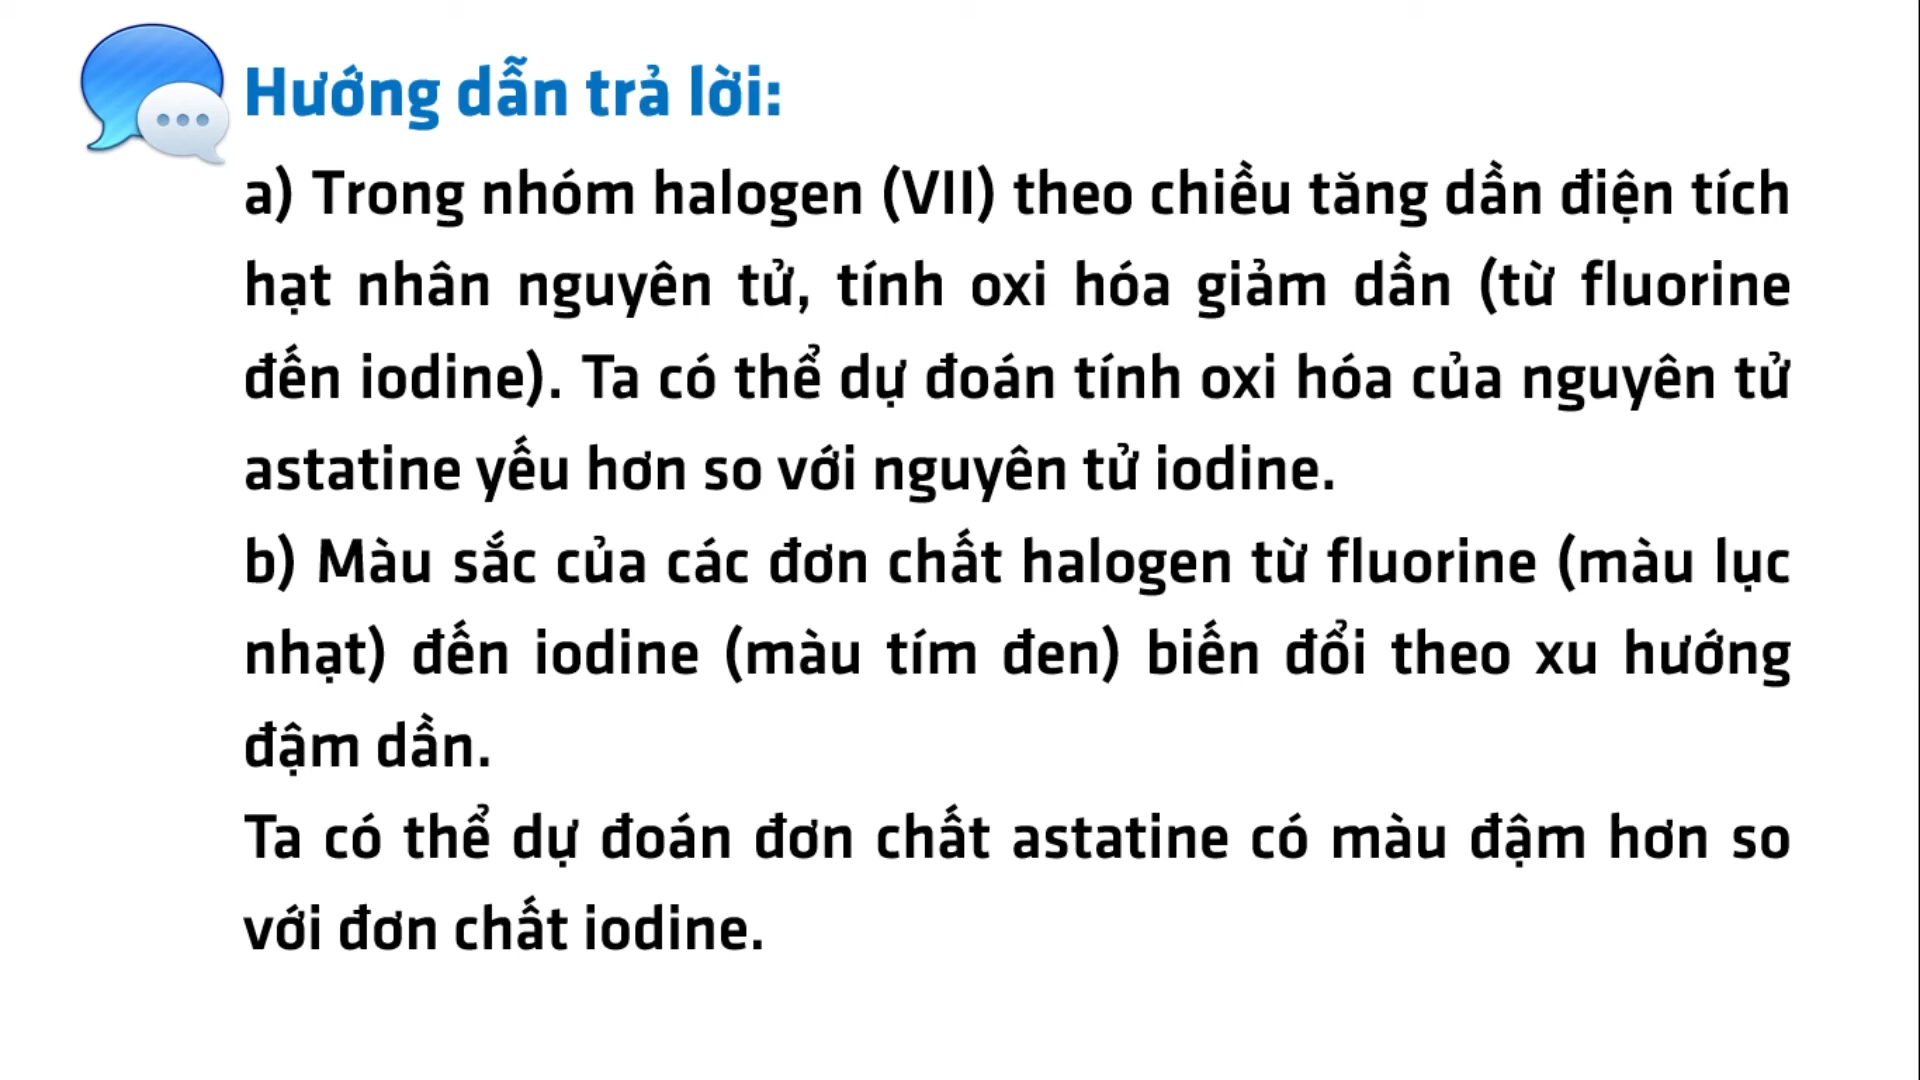 Hướng dẫn trả lời:
a) Trong nhóm halogen (VII) theo chiều tăng dần điện tích
hạt nhân nguyên tử, tính oxi hóa giảm dần (từ fluorine
đến iodine). Ta có thể dự đoán tính oxi hóa của nguyên tử
astatine yếu hơn so với nguyên tử iodine.
b) Màu sắc của các đơn chất halogen từ fluorine (màu lục
nhạt) đến iodine (màu tím đen) biến đổi theo xu hướng
đậm dần.
Ta có thể dự đoán đơn chất astatine có màu đậm hơn so
với đơn chất iodine.